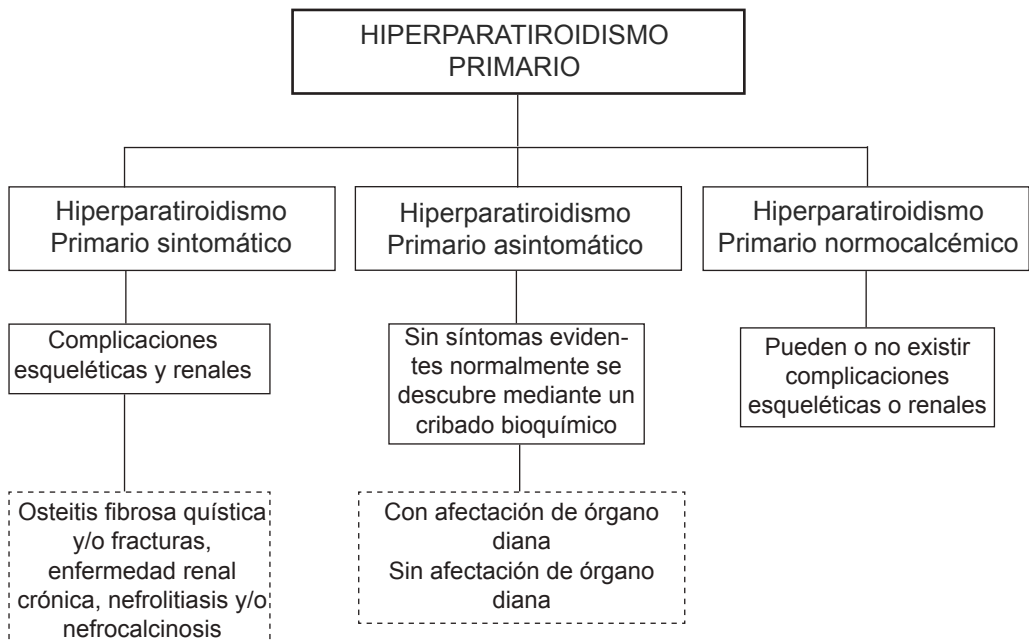 HIPERPARATIROIDISMO
PRIMARIO
Hiperparatiroidismo
Primario sintomático
Hiperparatiroidismo
Primario asintomático
Hiperparatiroidismo
Primario normocalcémico
Complicaciones
esqueléticas y renales
Sin síntomas eviden-
tes normalmente se
descubre mediante un
cribado bioquímico
Pueden o no existir
complicaciones
esqueléticas o renales
Osteitis fibrosa quística
y/o fracturas,
enfermedad renal
crónica, nefrolitiasis y/o
nefrocalcinosis
Con afectación de órgano
diana
Sin afectación de órgano
diana